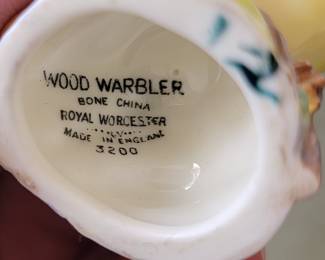 WOOD WARBLER
BONE CHINA
ROYAL WORCESTER
MADE IN ENGLAND
3200